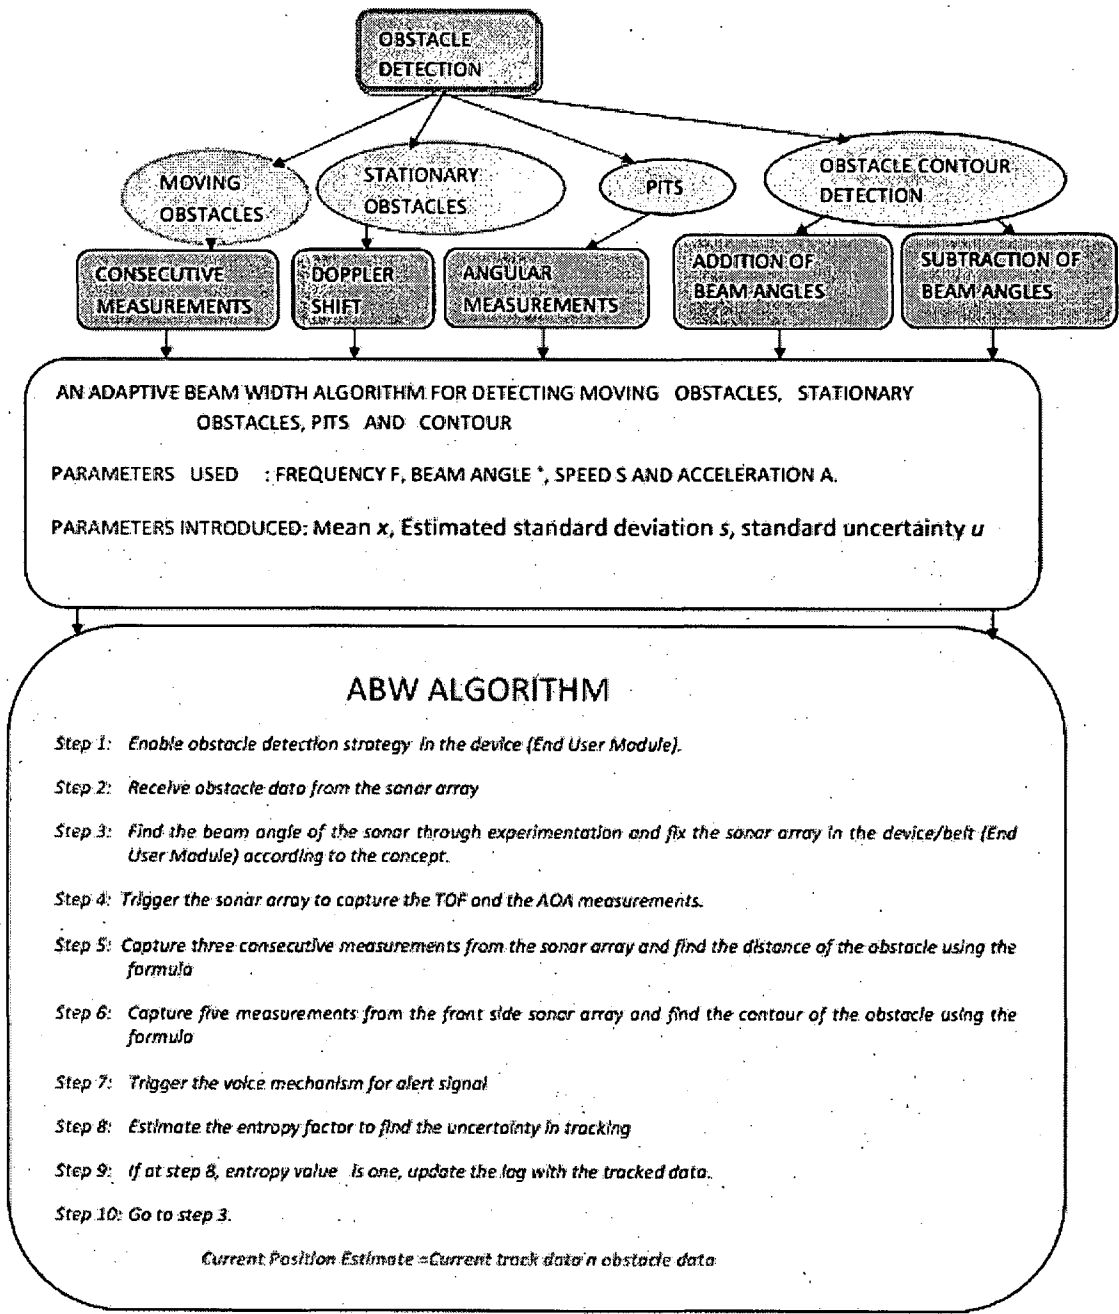 OBSTACLE
DETECTION
MOVING
OBSTACLES
STATIONARY
OBSTACLES
PITS
OBSTACLE CONTOUR
DETECTION
CONSECUTIVE
MEASUREMENTS
DOPPLER
SHIFT
ANGULAR
MEASUREMENTS
ADDITION OF
BEAM ANGLES
SUBTRACTION OF
BEAM ANGLES
AN ADAPTIVE BEAM WIDTH ALGORITHM FOR DETECTING MOVING OBSTACLES, STATIONARY
OBSTACLES, PITS AND CONTOUR
PARAMETERS USED : FREQUENCY F, BEAM ANGLE °, SPEED S AND ACCELERATION A.
PARAMETERS INTRODUCED: Mean x, Estimated standard deviation s, standard uncertainty u
ABW ALGORITHM
Step 1: Enable obstacle detection strategy in the device (End User Module).
Step 2: Receive obstacle data from the sonar array
Step 3: Find the beam angle of the sonar through experimentation and fix the sonar array in the device/belt (End
User Module) according to the concept.
Step 4: Trigger the sonar array to capture the TOF and the AOA measurements.
Step 5: Capture three consecutive measurements from the sonar array and find the distance of the obstacle using the
formula
Step 6: Capture five measurements from the front side sonar array and find the contour of the obstacle using the
formula
Step 7: Trigger the voice mechanism for alert signal
Step 8: Estimate the entropy factor to find the uncertainty in tracking
Step 9: If at step 8, entropy value is one, update the log with the tracked data.
Step 10: Go to step 3.
Current Position Estimate =Current track data n obstacle data